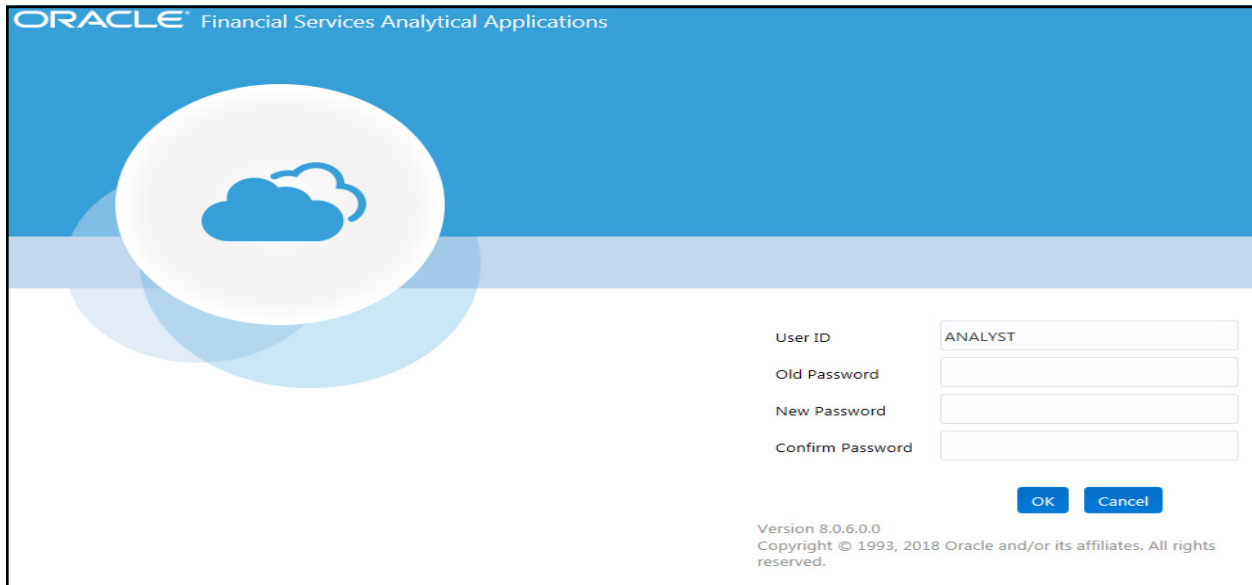 ORACLE® Financial Services Analytical Applications
User ID ANALYST
Old Password
New Password
Confirm Password
OK Cancel
Version 8.0.6.0.0
Copyright © 1993, 2018 Oracle and/or its affiliates. All rights
reserved.